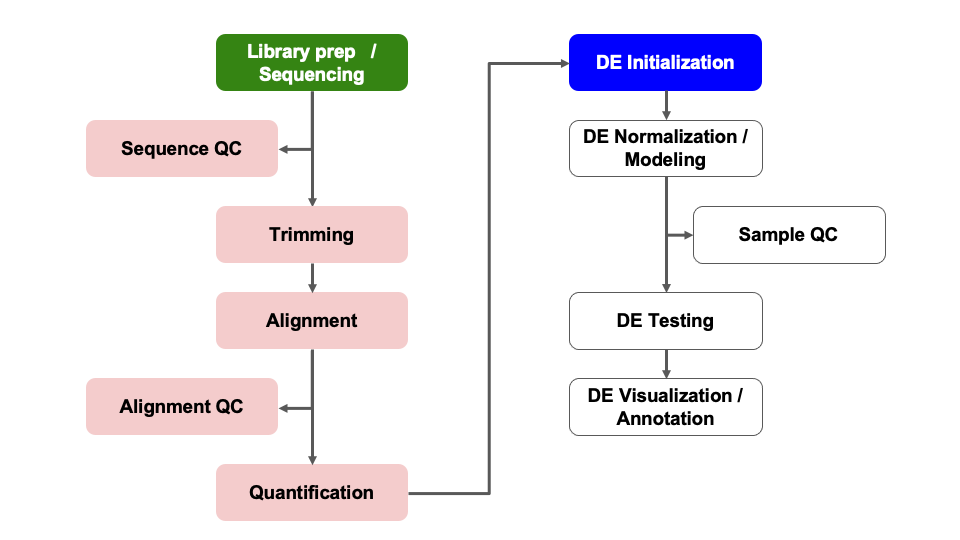 Library prep /
Sequencing
Sequence QC
Trimming
Alignment
Alignment QC
Quantification
DE Initialization
DE Normalization /
Modeling
Sample QC
DE Testing
DE Visualization /
Annotation